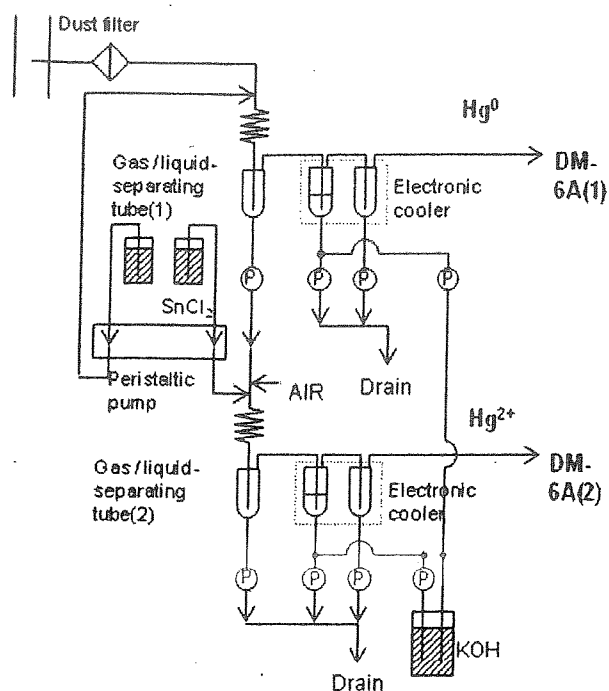 Dust filter
Hg⁰
Gas/liquid-
separating
tube(1)
Electronic
cooler
DM-
6A(1)
P
P
P
P
SnCl₂
Peristaltic
pump
AIR
Drain
Hg²⁺
Gas/liquid-
separating
tube(2)
Electronic
cooler
DM-
6A(2)
P
P
P
P
KOH
Drain